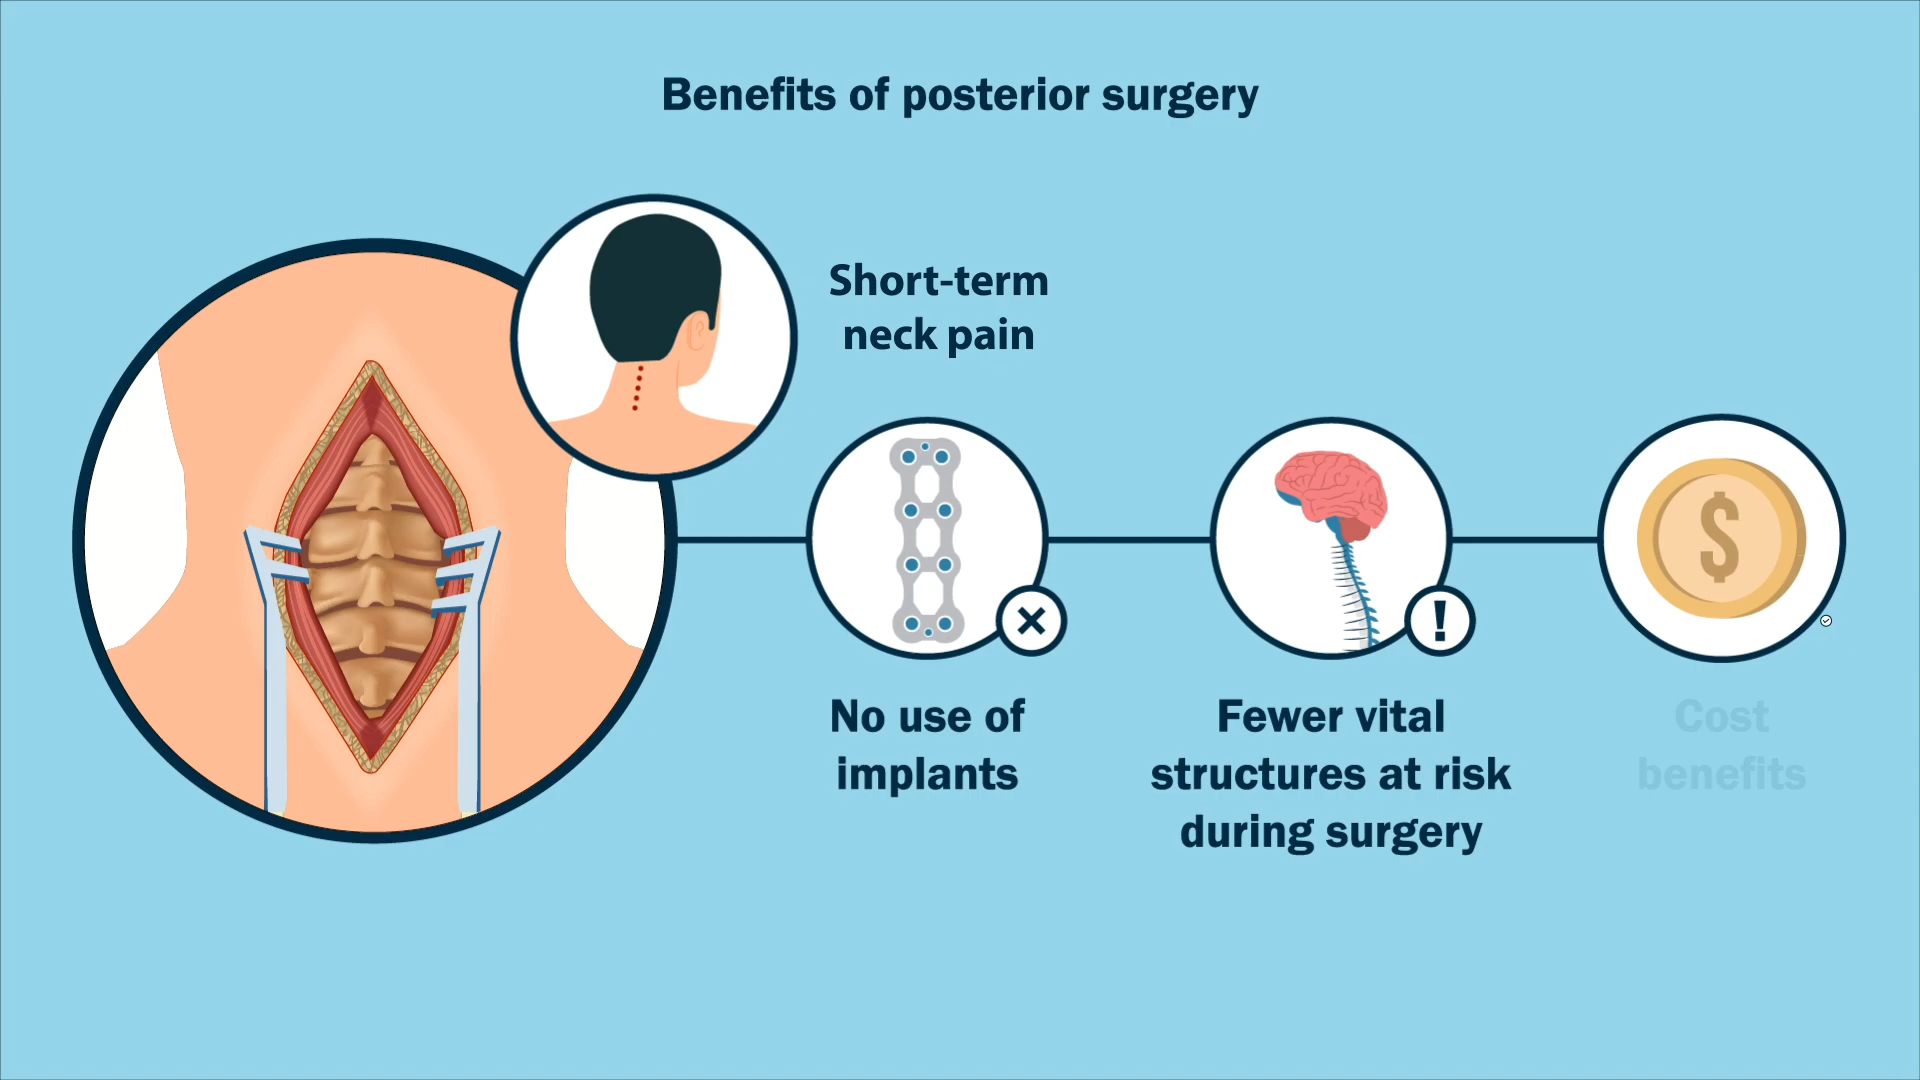 Benefits of posterior surgery
Short-term
neck pain
No use of
implants
Fewer vital
structures at risk
during surgery
$
Cost
benefits